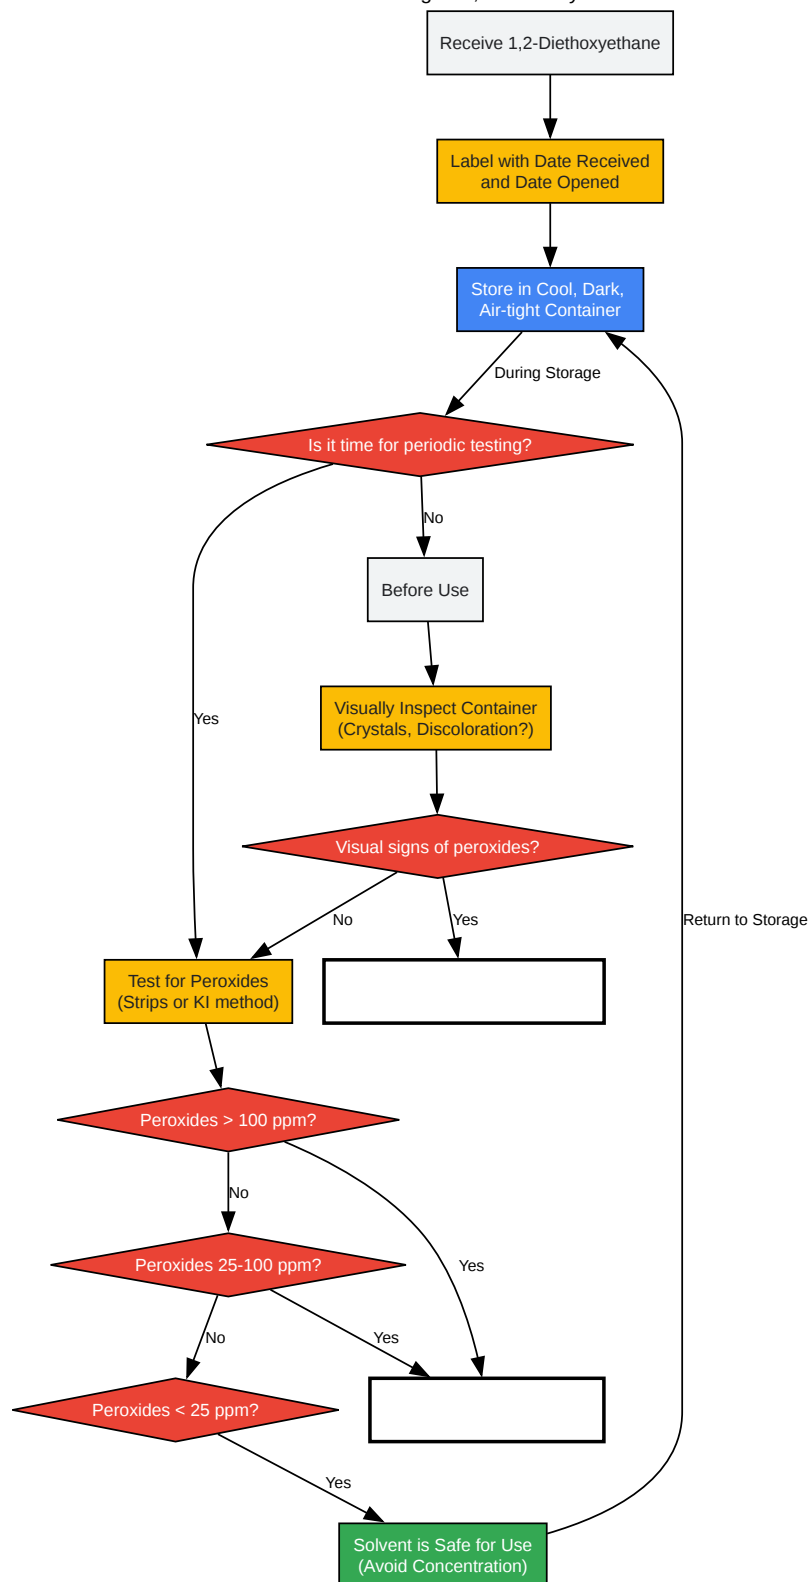 Receive 1,2-Diethoxyethane
Label with Date Received
and Date Opened
Store in Cool, Dark,
Air-tight Container
During Storage
Is it time for periodic testing?
No
Before Use
Visually Inspect Container
(Crystals, Discoloration?)
Yes
Visual signs of peroxides?
No
Yes
Return to Storage
Test for Peroxides
(Strips or KI method)
Peroxides > 100 ppm?
No
Peroxides 25-100 ppm?
Yes
No
Yes
Peroxides < 25 ppm?
Yes
Solvent is Safe for Use
(Avoid Concentration)